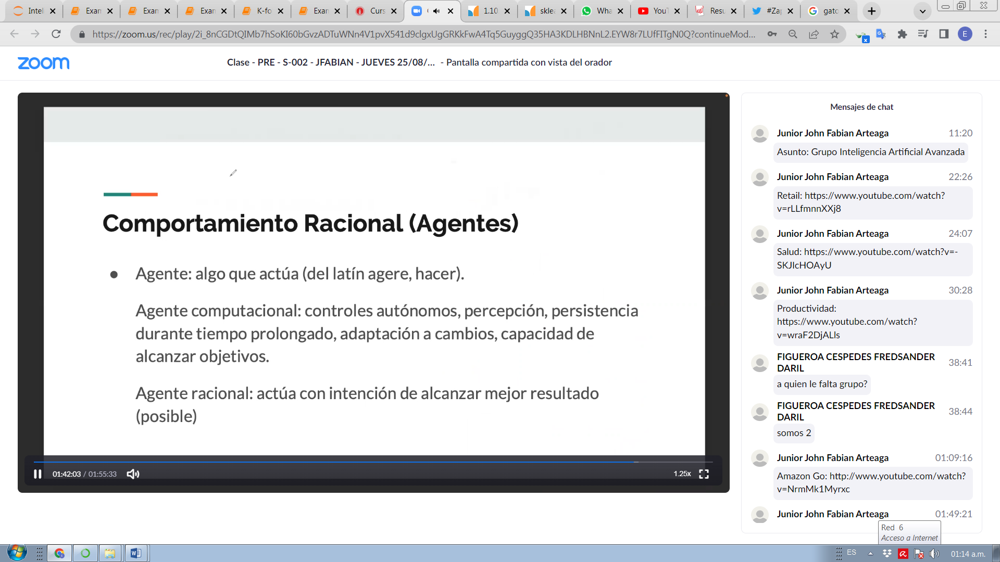 Intel
Exan
Exan
Exan
K-fo
Exan
Curs
1.10
sklea
Wha
YouT
Resu
#Zap
gato
https://zoom.us/rec/play/2i_8nCGDtQIMb7hSoKI60bGvzADTuWNn4V1pvX541d9clgxUgGRKkFwA4Tq5GuyggQ35HA3KDLHBNnL2.EYW8r7LUfFITgN0Q?continueMod...
E
zoom
Clase - PRE - S-002 - JFABIAN - JUEVES 25/08/... - Pantalla compartida con vista del orador
Comportamiento Racional (Agentes)
● Agente: algo que actúa (del latín agere, hacer).
Agente computacional: controles autónomos, percepción, persistencia
durante tiempo prolongado, adaptación a cambios, capacidad de
alcanzar objetivos.
Agente racional: actúa con intención de alcanzar mejor resultado
(posible)
01:42:03 / 01:55:33
1.25x
Mensajes de chat
Junior John Fabian Arteaga 11:20
Asunto: Grupo Inteligencia Artificial Avanzada
Junior John Fabian Arteaga 22:26
Retail: https://www.youtube.com/watch?
v=rLLfmnnXXj8
Junior John Fabian Arteaga 24:07
Salud: https://www.youtube.com/watch?v=-
SKJIcHOAyU
Junior John Fabian Arteaga 30:28
Productividad:
https://www.youtube.com/watch?
v=wraF2DjALls
FIGUEROA CESPEDES FREDSANDER
DARIL 38:41
a quien le falta grupo?
FIGUEROA CESPEDES FREDSANDER
DARIL 38:44
somos 2
Junior John Fabian Arteaga 01:09:16
Amazon Go: http://www.youtube.com/watch?
v=NrmMk1Myrxc
Junior John Fabian Arteaga 01:49:21
Red 6
Acceso a Internet
ES
01:14 a.m.